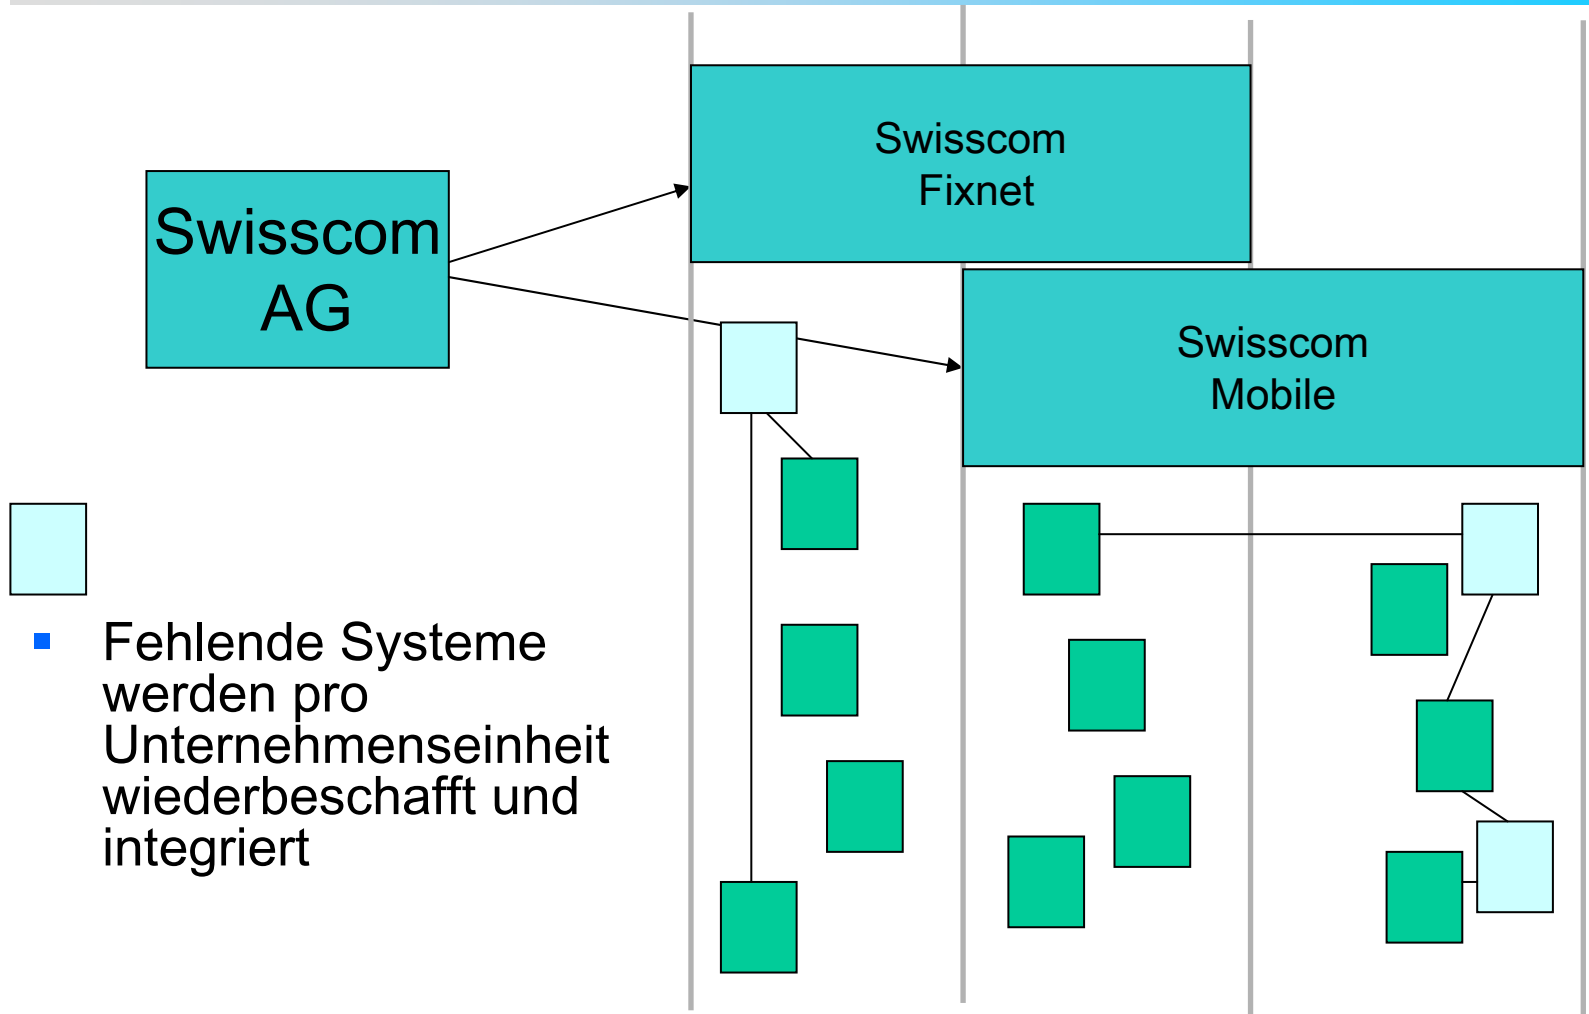 Swisscom
Fixnet
Swisscom
AG
Swisscom
Mobile
Fehlende Systeme
werden pro
Unternehmenseinheit
wiederbeschafft und
integriert